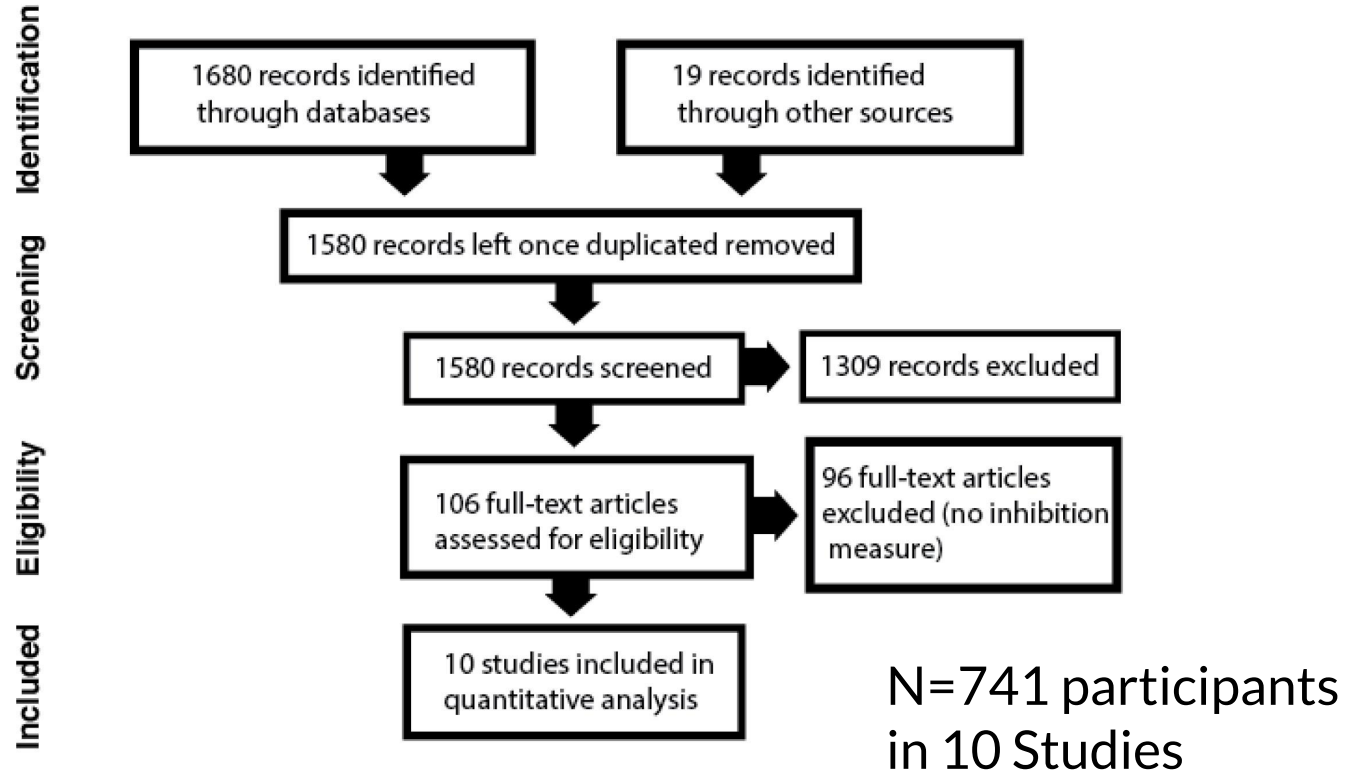 Identification
1680 records identified
through databases
19 records identified
through other sources
Screening
1580 records left once duplicated removed
1580 records screened
1309 records excluded
Eligibility
106 full-text articles
assessed for eligibility
96 full-text articles
excluded (no inhibition
measure)
Included
10 studies included in
quantitative analysis
N=741 participants
in 10 Studies